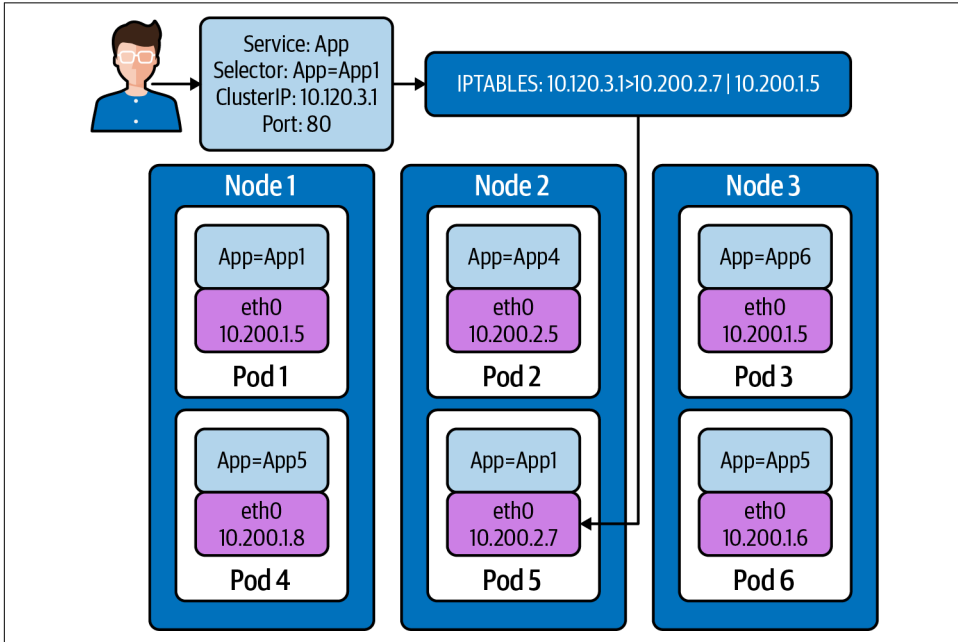 Service: App
Selector: App=App1
ClusterIP: 10.120.3.1
Port: 80
IPTABLES: 10.120.3.1>10.200.2.7 | 10.200.1.5
Node 1
Node 2
Node 3
App=App1
eth0
10.200.1.5
Pod 1
App=App4
eth0
10.200.2.5
Pod 2
App=App6
eth0
10.200.1.5
Pod 3
App=App5
eth0
10.200.1.8
Pod 4
App=App1
eth0
10.200.2.7
Pod 5
App=App5
eth0
10.200.1.6
Pod 6